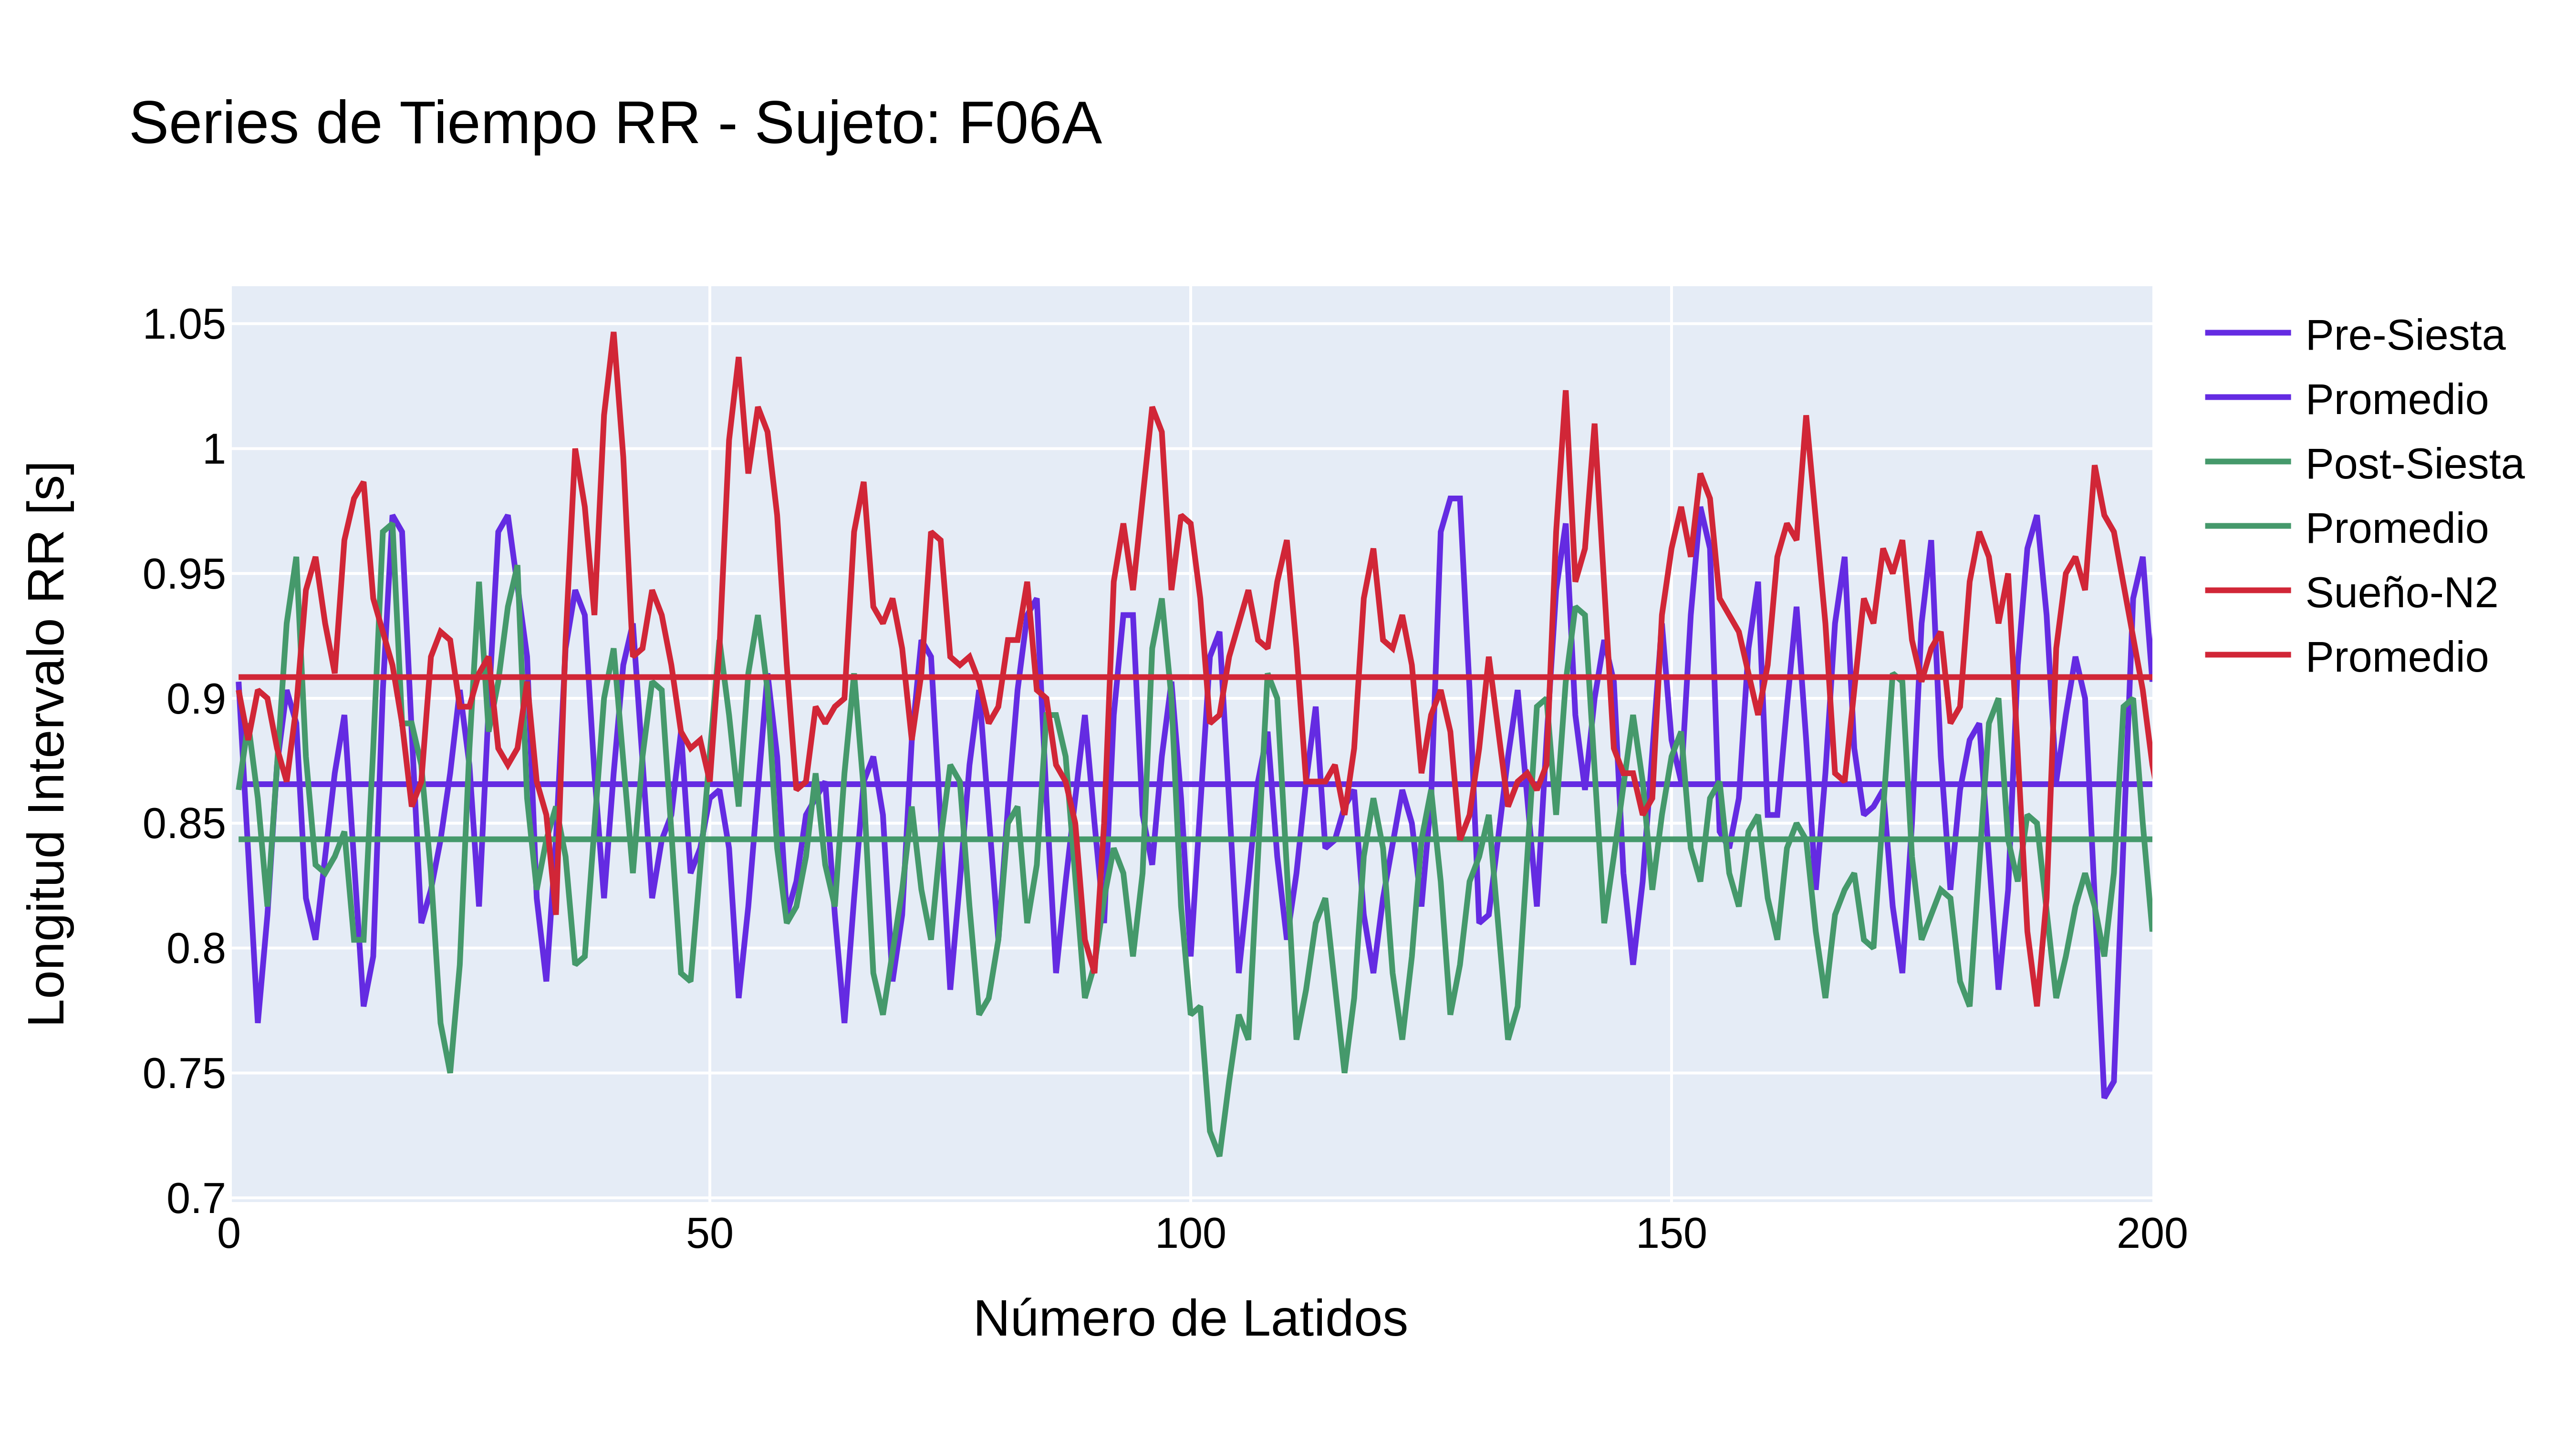 Series de Tiempo RR - Sujeto: F06A
Longitud Intervalo RR [s]
1.05
1
0.95
0.9
0.85
0.8
0.75
0.7
0
50
100
150
200
Número de Latidos
Pre-Siesta
Promedio
Post-Siesta
Promedio
Sueño-N2
Promedio